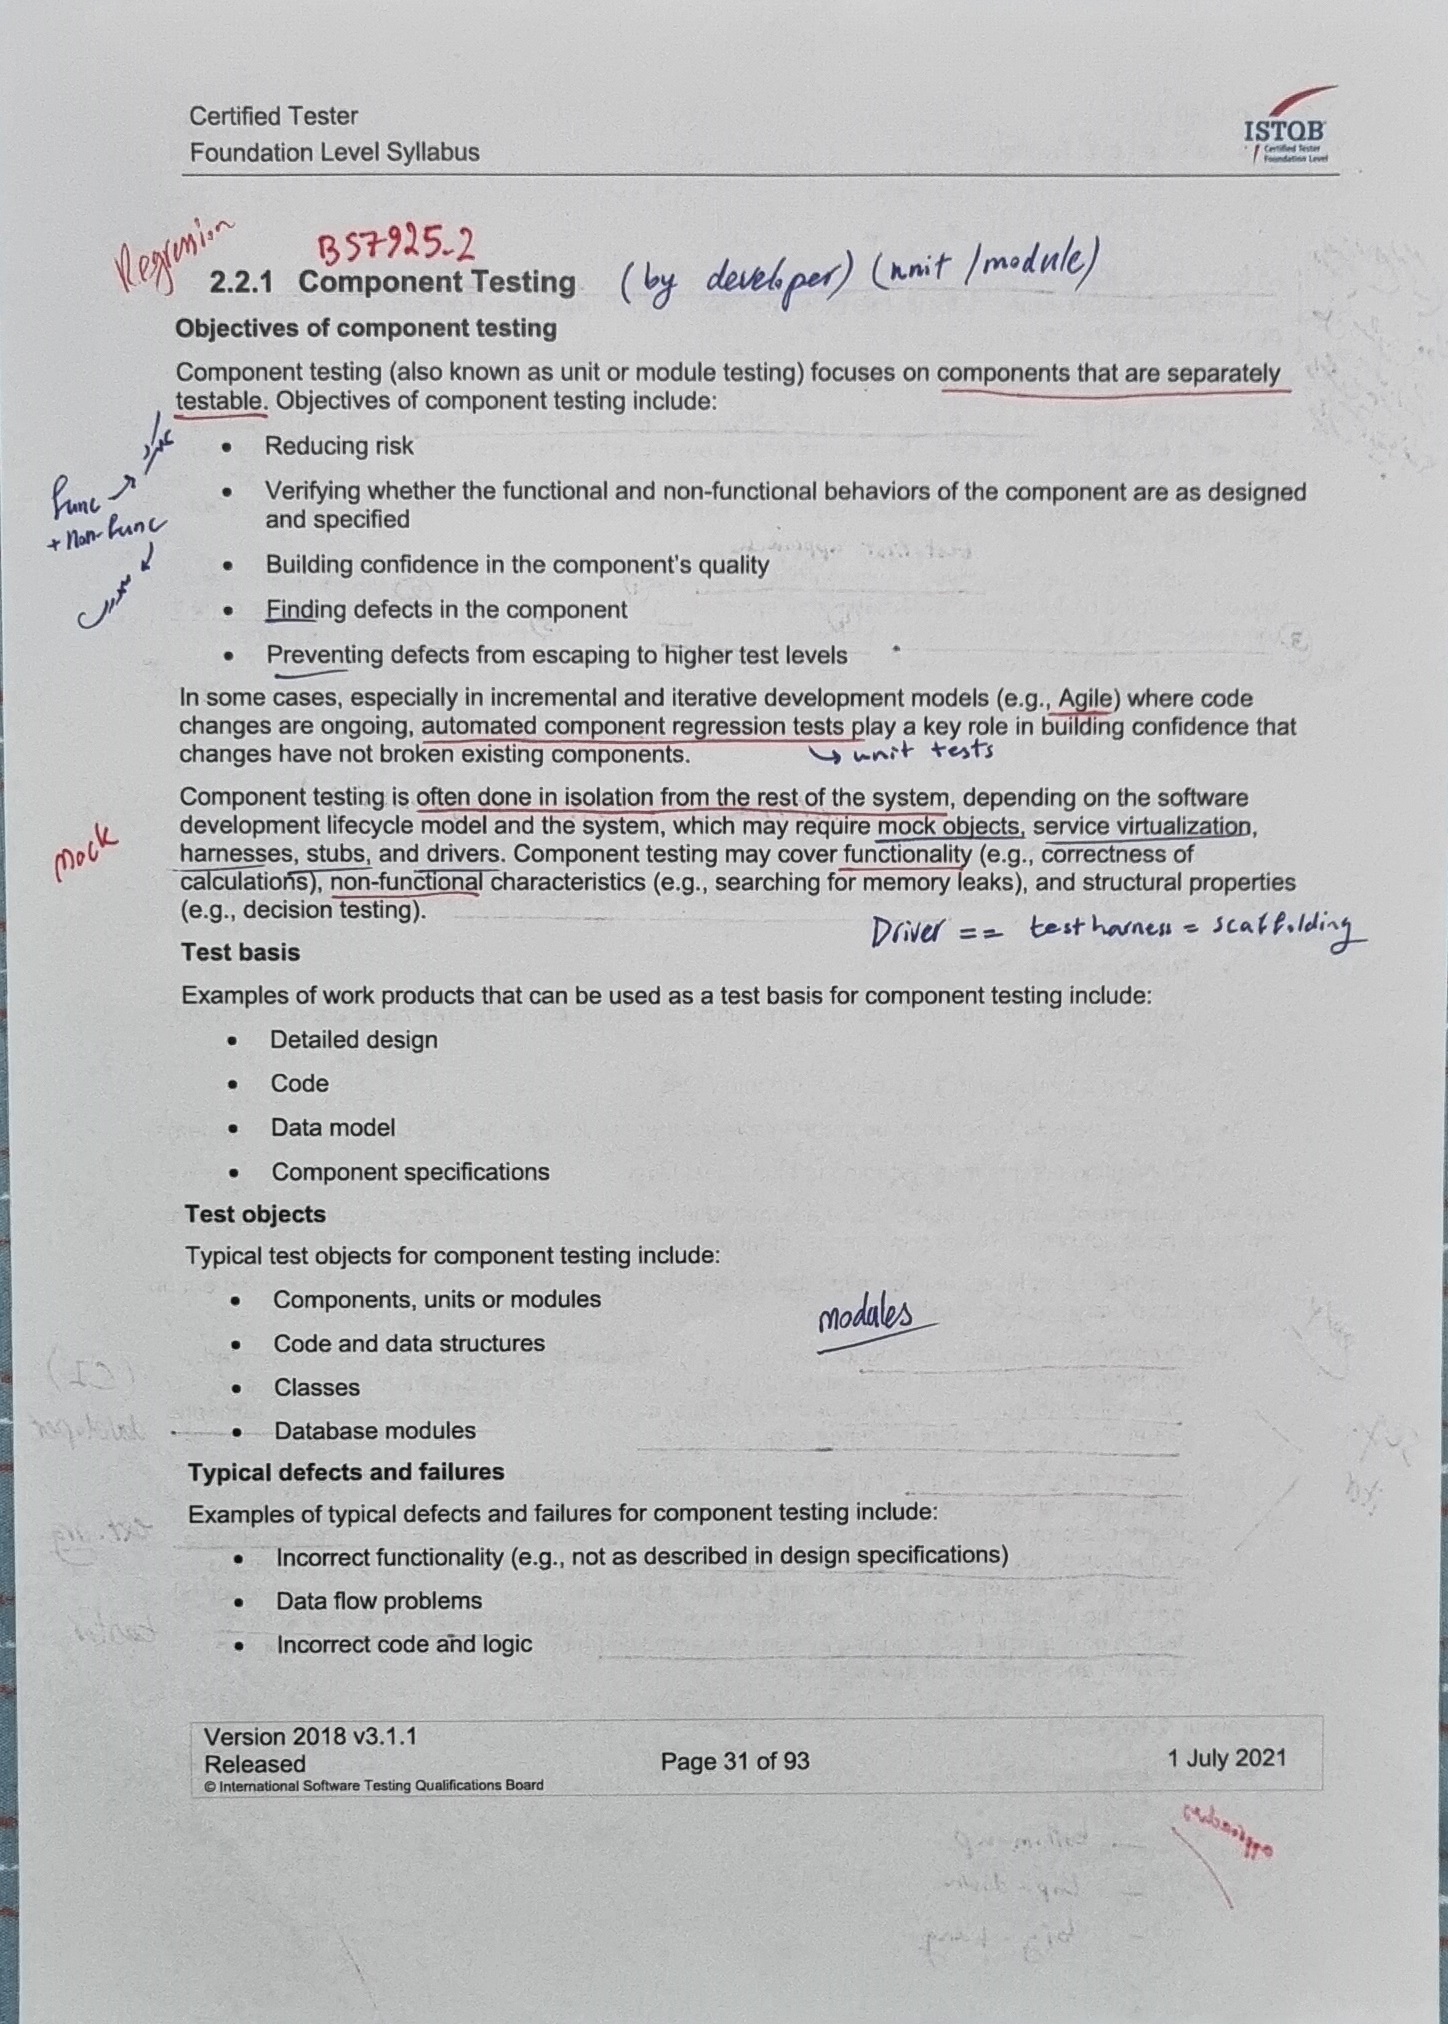 Certified Tester
Foundation Level Syllabus
ISTQB
Certified Tester
Foundation Level
Regression
BS7925-2
2.2.1 Component Testing (by developer) (unit /module)
Objectives of component testing
Component testing (also known as unit or module testing) focuses on components that are separately
testable. Objectives of component testing include:
• Reducing risk
func
+ Non-func
• Verifying whether the functional and non-functional behaviors of the component are as designed
and specified
• Building confidence in the component's quality
• Finding defects in the component
• Preventing defects from escaping to higher test levels
In some cases, especially in incremental and iterative development models (e.g., Agile) where code
changes are ongoing, automated component regression tests play a key role in building confidence that
changes have not broken existing components.
↳ unit tests
Component testing is often done in isolation from the rest of the system, depending on the software
development lifecycle model and the system, which may require mock objects, service virtualization,
Mock
harnesses, stubs, and drivers. Component testing may cover functionality (e.g., correctness of
calculations), non-functional characteristics (e.g., searching for memory leaks), and structural properties
(e.g., decision testing).
Driver == test harness = scaffolding
Test basis
Examples of work products that can be used as a test basis for component testing include:
• Detailed design
• Code
• Data model
• Component specifications
Test objects
Typical test objects for component testing include:
• Components, units or modules
modules
• Code and data structures
• Classes
• Database modules
Typical defects and failures
Examples of typical defects and failures for component testing include:
• Incorrect functionality (e.g., not as described in design specifications)
• Data flow problems
• Incorrect code and logic
Version 2018 v3.1.1
Released
© International Software Testing Qualifications Board
Page 31 of 93
1 July 2021